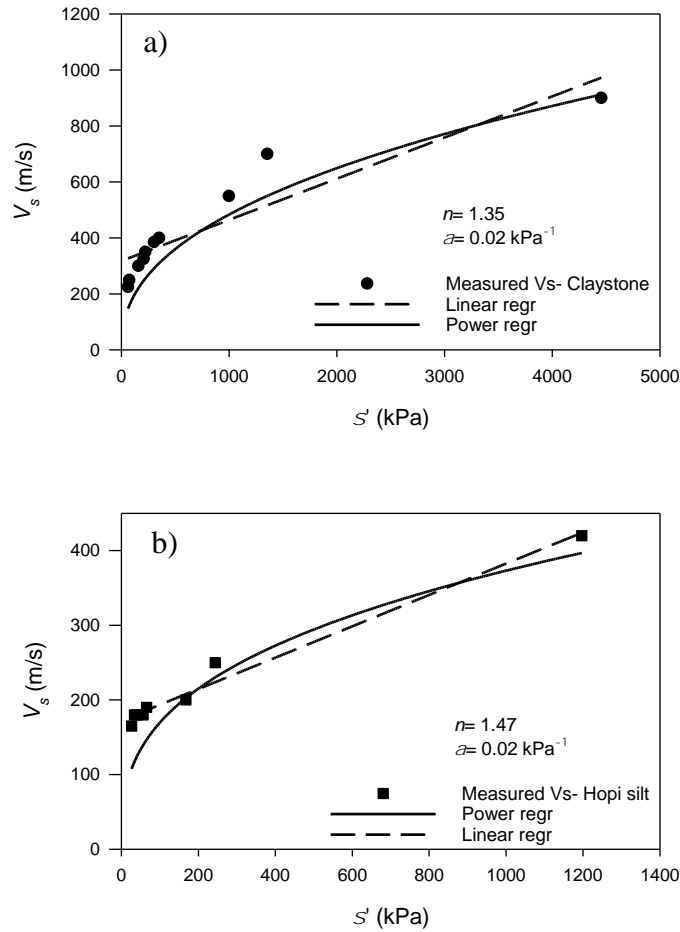 a)
1200
1000
800
600
400
200
0
V_s (m/s)
n= 1.35
a= 0.02 kPa^-1
Measured Vs- Claystone
Linear regr
Power regr
0 1000 2000 3000 4000 5000
S' (kPa)
b)
400
300
200
100
0
V_s (m/s)
n= 1.47
a= 0.02 kPa^-1
Measured Vs- Hopi silt
Power regr
Linear regr
0 200 400 600 800 1000 1200 1400
S' (kPa)